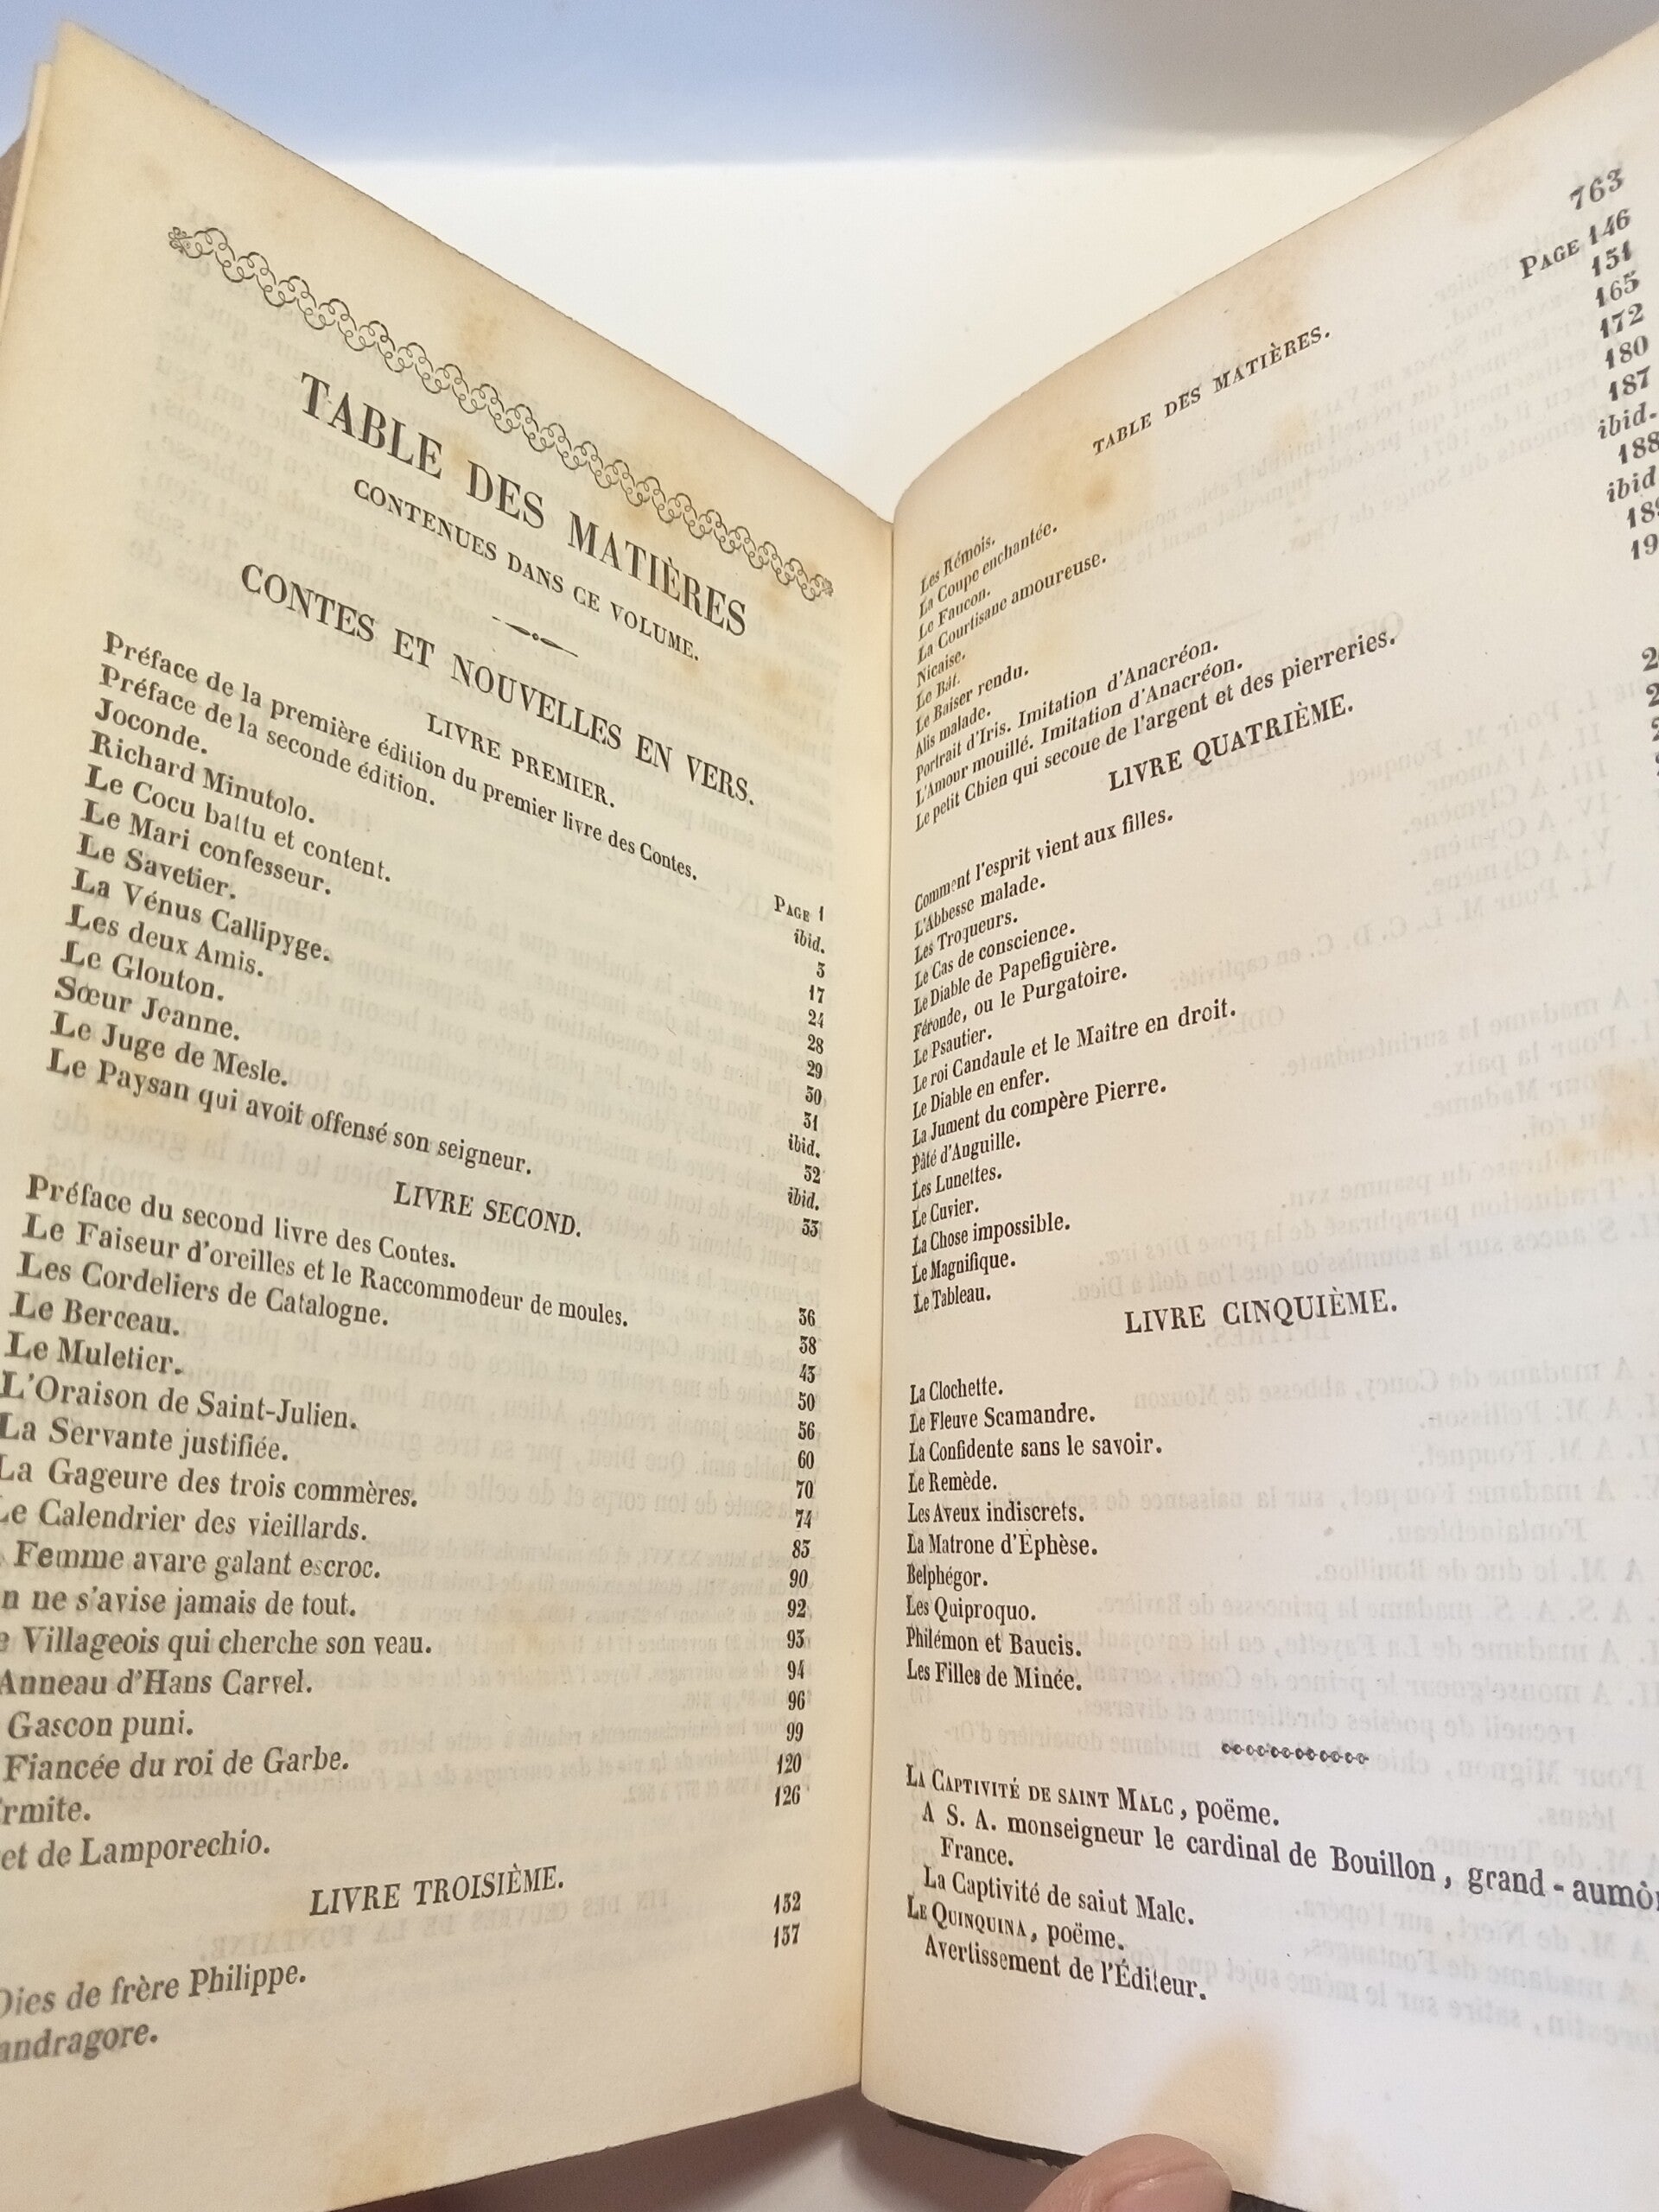 TABLE DES MATIÈRES
CONTENUES DANS CE VOLUME.
CONTES ET NOUVELLES EN VERS.
LIVRE PREMIER.
Préface de la première édition du premier livre des Contes. PAGE 1
Préface de la seconde édition. ibid.
Joconde. 3
Richard Minutolo. 17
Le Cocu battu et content. 24
Le Mari confesseur. 28
Le Savetier. 29
La Vénus Callipyge. 30
Les deux Amis. 31
Le Glouton. ibid.
Sœur Jeanne. 32
Le Juge de Mesle. ibid.
Le Paysan qui avoit offensé son seigneur. 33
LIVRE SECOND.
Préface du second livre des Contes. 36
Le Faiseur d'oreilles et le Raccommodeur de moules. 38
Les Cordeliers de Catalogne. 43
Le Berceau. 50
Le Muletier. 56
L'Oraison de Saint-Julien. 60
La Servante justifiée. 70
La Gageure des trois commères. 74
Le Calendrier des vieillards. 83
Femme avare galant escroc. 90
n ne s'avise jamais de tout. 92
e Villageois qui cherche son veau. 93
Anneau d'Hans Carvel. 94
Gascon puni. 96
Fiancée du roi de Garbe. 99
rmite. 120
et de Lamporechio. 126
LIVRE TROISIÈME.
Oies de frère Philippe. 132
andragore. 137
TABLE DES MATIÈRES. 763
Les Rémois. PAGE 146
La Coupe enchantée. 151
Le Faucon. 165
La Courtisane amoureuse. 172
Nicaise. 180
Le Bât. 187
Le Baiser rendu. ibid.
Alis malade. 188
Portrait d'Iris. Imitation d'Anacréon. ibid
L'Amour mouillé. Imitation d'Anacréon. 189
Le petit Chien qui secoue de l'argent et des pierreries. 19
LIVRE QUATRIÈME.
Comment l'esprit vient aux filles.
L'Abbesse malade.
Les Troqueurs.
Le Cas de conscience.
Le Diable de Papefiguière.
Féronde, ou le Purgatoire.
Le Psautier.
Le roi Candaule et le Maître en droit.
Le Diable en enfer.
La Jument du compère Pierre.
Pâté d'Anguille.
Les Lunettes.
Le Cuvier.
La Chose impossible.
Le Magnifique.
Le Tableau.
LIVRE CINQUIÈME.
La Clochette.
Le Fleuve Scamandre.
La Confidente sans le savoir.
Le Remède.
Les Aveux indiscrets.
La Matrone d'Éphèse.
Belphégor.
Les Quiproquo.
Philémon et Baucis.
Les Filles de Minée.
LA CAPTIVITÉ DE SAINT MALC, poëme.
A S. A. monseigneur le cardinal de Bouillon, grand-aumô
France.
La Captivité de saint Malc.
LE QUINQUINA, poëme.
Avertissement de l'Éditeur.